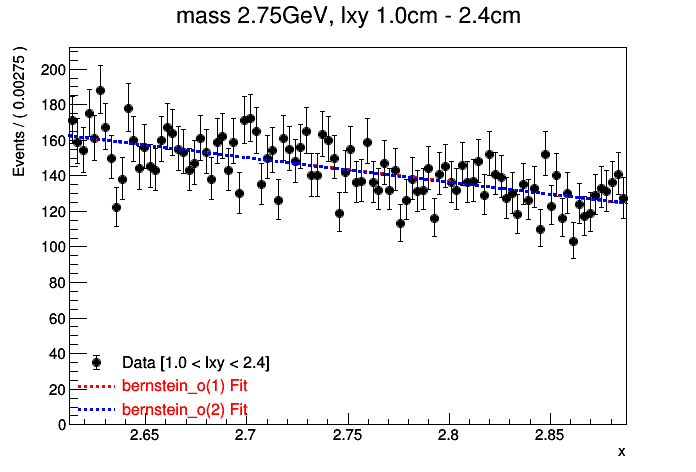 mass 2.75GeV, lxy 1.0cm - 2.4cm
Events / ( 0.00275 )
200
180
160
140
120
100
80
60
40
20
0
Data [1.0 < lxy < 2.4]
bernstein_o(1) Fit
bernstein_o(2) Fit
2.65 2.7 2.75 2.8 2.85
x